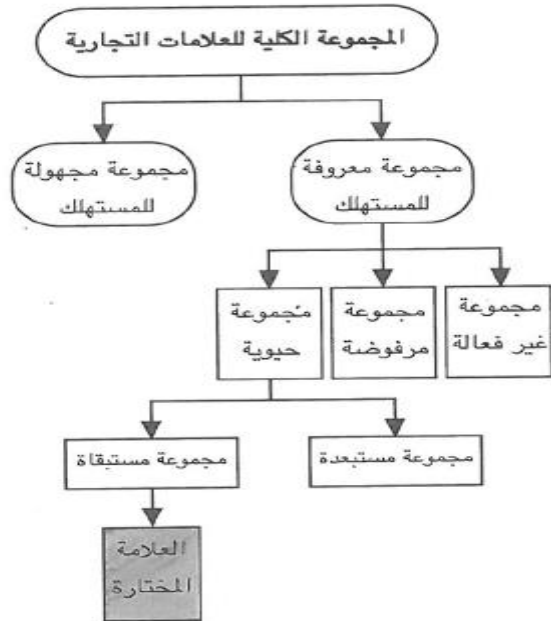 المجموعة الكلية للعلامات التجارية
مجموعة معروفة
للمستهلك
مجموعة مجهولة
للمستهلك
مجموعة
غير فعالة
مجموعة
مرفوضة
مجموعة
حيوية
مجموعة مستبعدة
مجموعة مستبقاة
العلامة
المختارة